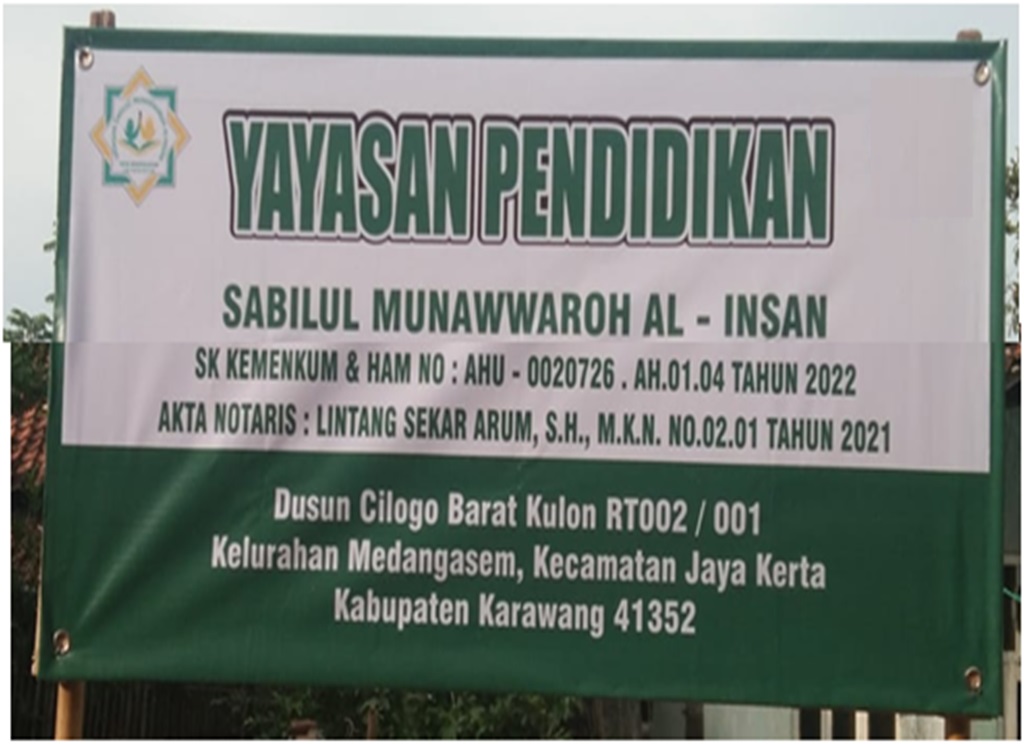 YAYASAN PENDIDIKAN
SABILUL MUNAWWAROH AL - INSAN
SK KEMENKUM & HAM NO : AHU - 0020726 . AH.01.04 TAHUN 2022
AKTA NOTARIS : LINTANG SEKAR ARUM, S.H., M.K.N. NO.02.01 TAHUN 2021
Dusun Cilogo Barat Kulon RT002 / 001
Kelurahan Medangasem, Kecamatan Jaya Kerta
Kabupaten Karawang 41352